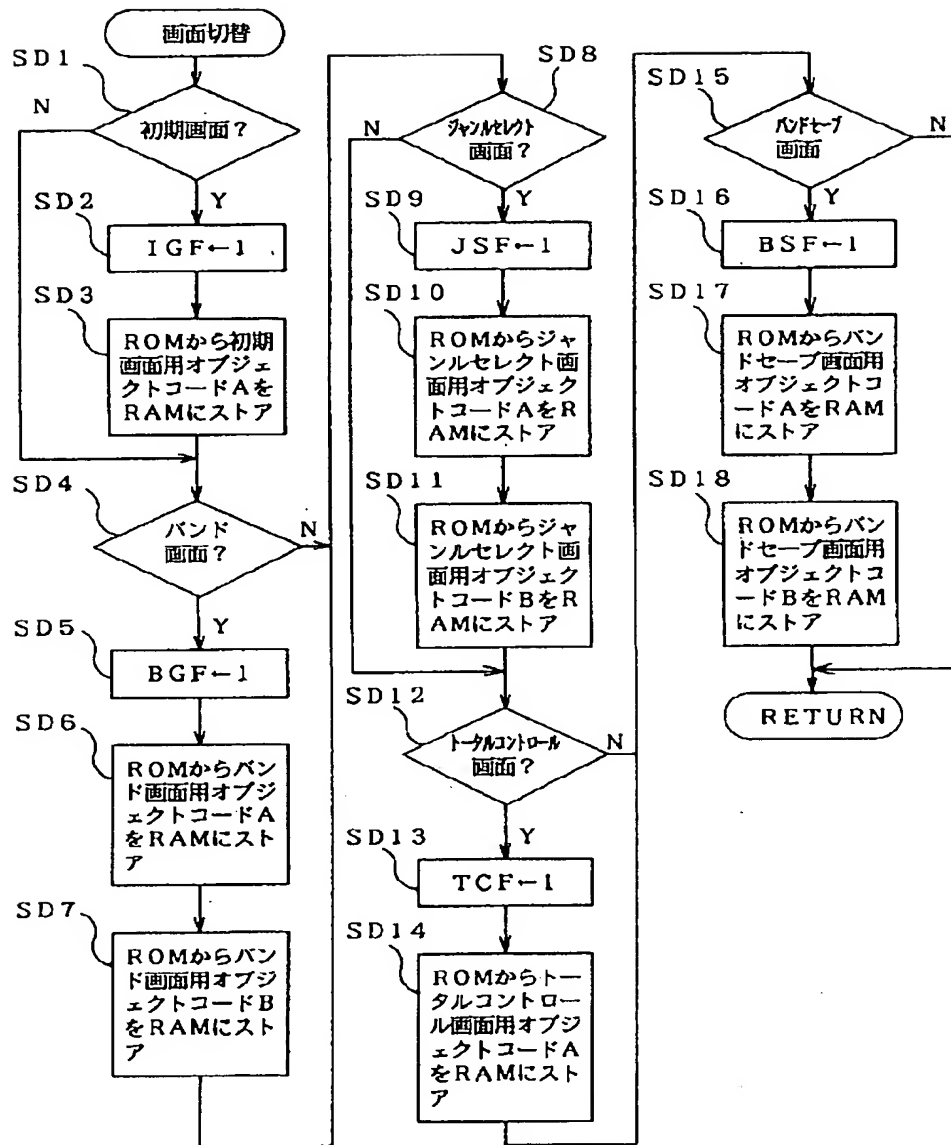 画面切替
SD1
N
初期画面?
Y
SD2
IGF←1
SD3
ROMから初期
画面用オブジェ
クトコードAを
RAMにストア
SD4
バンド
画面?
N
Y
SD5
BGF←1
SD6
ROMからバン
ド画面用オブジ
ェクトコードA
をRAMにスト
ア
SD7
ROMからバン
ド画面用オブジ
ェクトコードB
をRAMにスト
ア
SD8
N
ジャンルセレクト
画面?
Y
SD9
JSF←1
SD10
ROMからジャ
ンルセレクト画
面用オブジェク
トコードAをR
AMにストア
SD11
ROMからジャ
ンルセレクト画
面用オブジェク
トコードBをR
AMにストア
SD12
トータルコントロール
画面?
N
Y
SD13
TCF←1
SD14
ROMからトー
タルコントロー
ル画面用オブジ
ェクトコードA
をRAMにスト
ア
SD15
バンドセーブ
画面
N
Y
SD16
BSF←1
SD17
ROMからバン
ドセーブ画面用
オブジェクトコ
ードAをRAM
にストア
SD18
ROMからバン
ドセーブ画面用
オブジェクトコ
ードBをRAM
にストア
RETURN